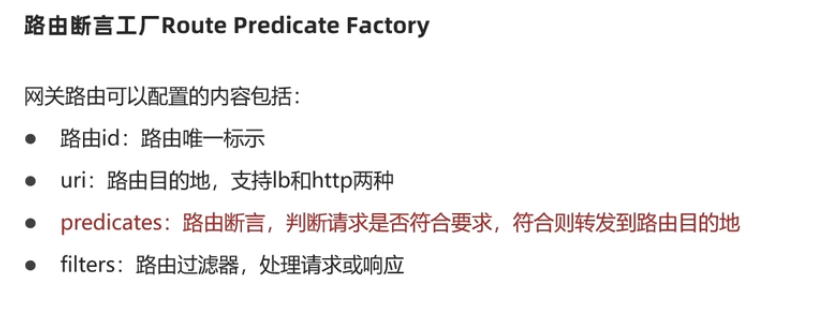 路由断言工厂Route Predicate Factory
网关路由可以配置的内容包括：
● 路由id：路由唯一标示
● uri：路由目的地，支持lb和http两种
● predicates：路由断言，判断请求是否符合要求，符合则转发到路由目的地
● filters：路由过滤器，处理请求或响应